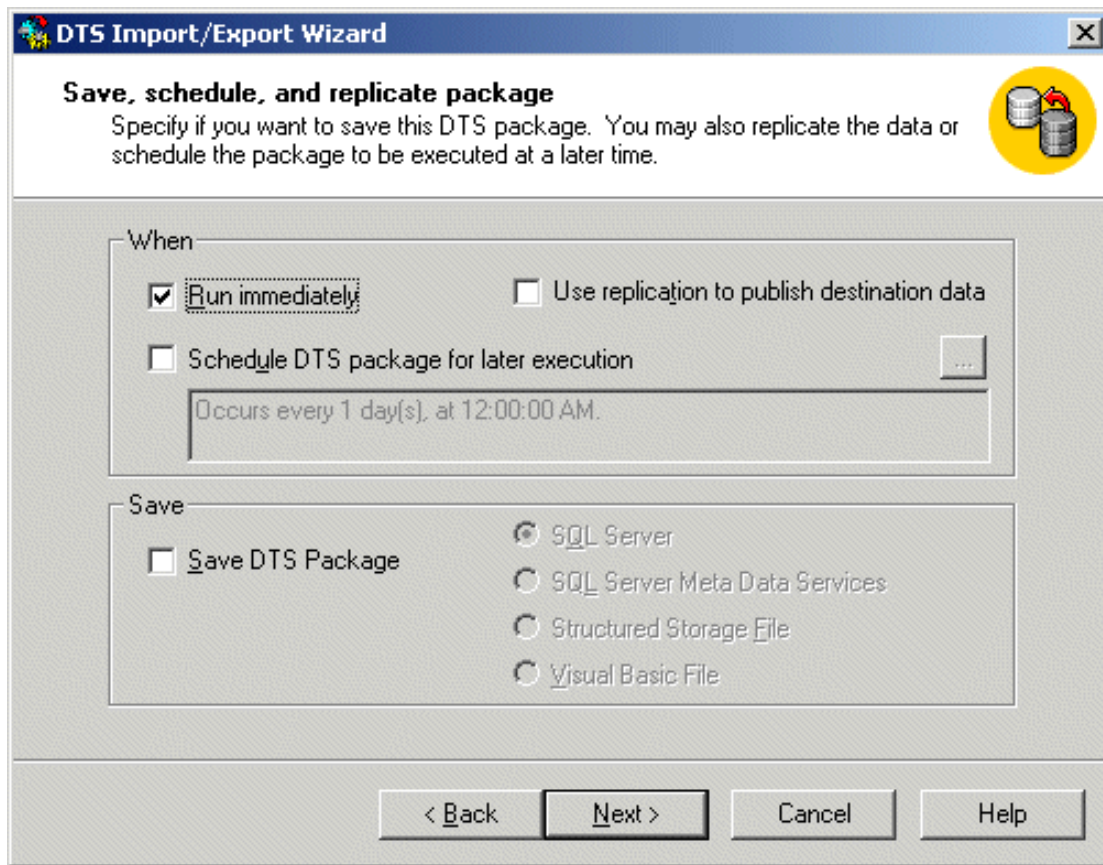 DTS Import/Export Wizard
Save, schedule, and replicate package
Specify if you want to save this DTS package. You may also replicate the data or
schedule the package to be executed at a later time.
When
Run immediately
Use replication to publish destination data
Schedule DTS package for later execution
...
Occurs every 1 day(s), at 12:00:00 AM.
Save
Save DTS Package
SQL Server
SQL Server Meta Data Services
Structured Storage File
Visual Basic File
< Back
Next >
Cancel
Help